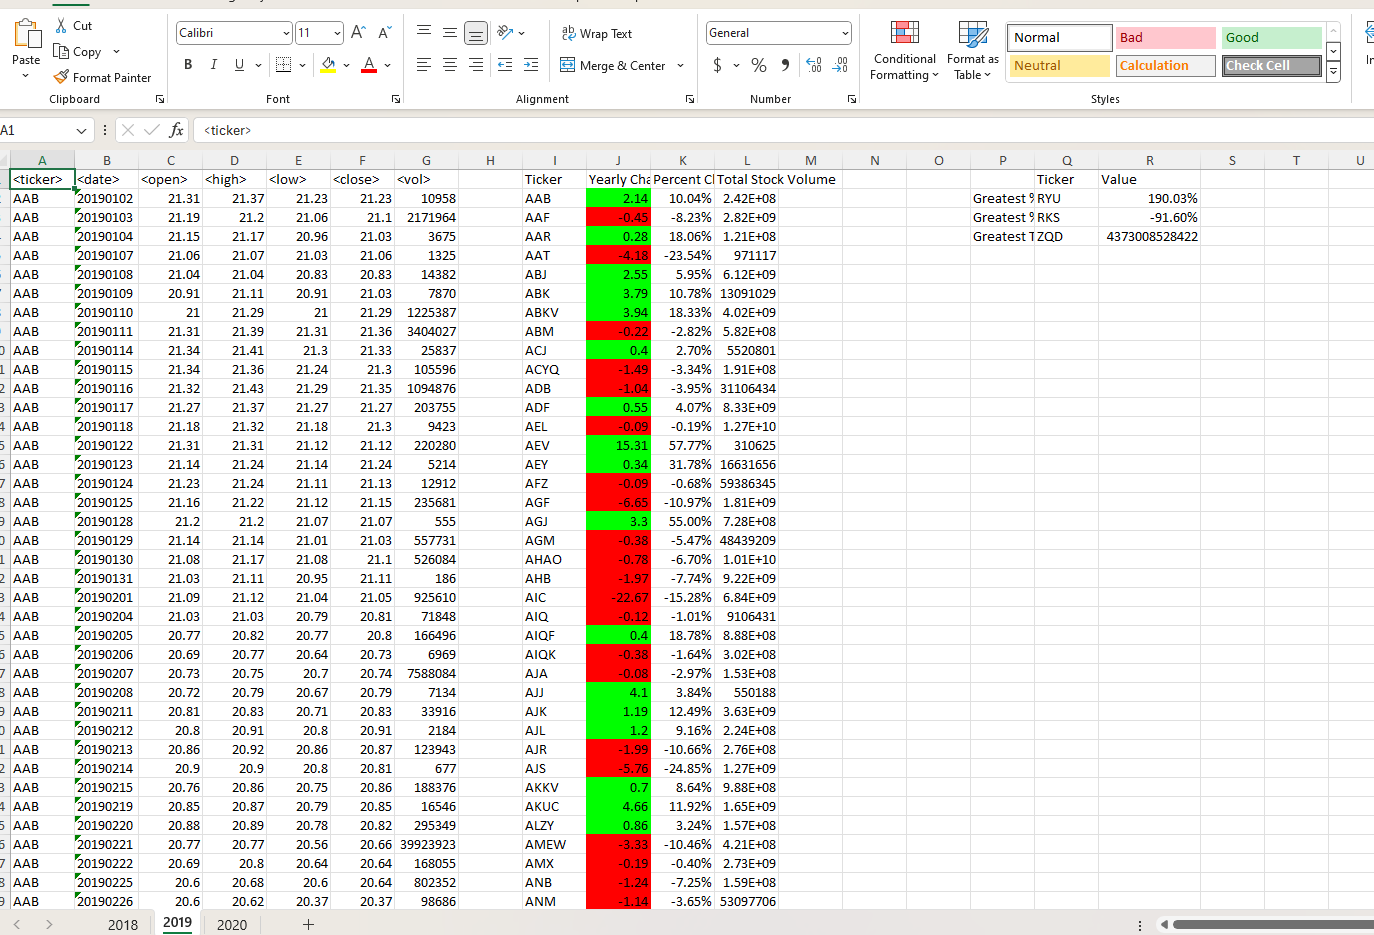 Cut
Copy
Format Painter
Paste
Clipboard
Calibri 11
B I U
Font
Wrap Text
Merge & Center
Alignment
General
$ % 9
Number
Conditional Formatting
Format as Table
Normal Bad Good
Neutral Calculation Check Cell
Styles
A1 fx <ticker>
A B C D E F G H I J K L M N O P Q R S T U
<ticker> <date> <open> <high> <low> <close> <vol> Ticker Yearly Cha Percent Cl Total Stock Volume Ticker Value
AAB 20190102 21.31 21.37 21.23 21.23 10958 AAB 2.14 10.04% 2.42E+08 Greatest % RYU 190.03%
AAB 20190103 21.19 21.2 21.06 21.1 2171964 AAF -0.45 -8.23% 2.82E+09 Greatest % RKS -91.60%
AAB 20190104 21.15 21.17 20.96 21.03 3675 AAR 0.28 18.06% 1.21E+08 Greatest T ZQD 4373008528422
AAB 20190107 21.06 21.07 21.03 21.06 1325 AAT -4.18 -23.54% 971117
AAB 20190108 21.04 21.04 20.83 20.83 14382 ABJ 2.55 5.95% 6.12E+09
AAB 20190109 20.91 21.11 20.91 21.03 7870 ABK 3.79 10.78% 13091029
AAB 20190110 21 21.29 21 21.29 1225387 ABKV 3.94 18.33% 4.02E+09
AAB 20190111 21.31 21.39 21.31 21.36 3404027 ABM -0.22 -2.82% 5.82E+08
AAB 20190114 21.34 21.41 21.3 21.33 25837 ACJ 0.4 2.70% 5520801
AAB 20190115 21.34 21.36 21.24 21.3 105596 ACYQ -1.49 -3.34% 1.91E+08
AAB 20190116 21.32 21.43 21.29 21.35 1094876 ADB -1.04 -3.95% 31106434
AAB 20190117 21.27 21.37 21.27 21.27 203755 ADF 0.55 4.07% 8.33E+09
AAB 20190118 21.18 21.32 21.18 21.3 9423 AEL -0.09 -0.19% 1.27E+10
AAB 20190122 21.31 21.31 21.12 21.12 220280 AEV 15.31 57.77% 310625
AAB 20190123 21.14 21.24 21.14 21.24 5214 AEY 0.34 31.78% 16631656
AAB 20190124 21.23 21.24 21.11 21.13 12912 AFZ -0.09 -0.68% 59386345
AAB 20190125 21.16 21.22 21.12 21.15 235681 AGF -6.65 -10.97% 1.81E+09
AAB 20190128 21.2 21.2 21.07 21.07 555 AGJ 3.3 55.00% 7.28E+08
AAB 20190129 21.14 21.14 21.01 21.03 557731 AGM -0.38 -5.47% 48439209
AAB 20190130 21.08 21.17 21.08 21.1 526084 AHAO -0.78 -6.70% 1.01E+10
AAB 20190131 21.03 21.11 20.95 21.11 186 AHB -1.97 -7.74% 9.22E+09
AAB 20190201 21.09 21.12 21.04 21.05 925610 AIC -22.67 -15.28% 6.84E+09
AAB 20190204 21.03 21.03 20.79 20.81 71848 AIQ -0.12 -1.01% 9106431
AAB 20190205 20.77 20.82 20.77 20.8 166496 AIQF 0.4 18.78% 8.88E+08
AAB 20190206 20.69 20.77 20.64 20.73 6969 AIQK -0.38 -1.64% 3.02E+08
AAB 20190207 20.73 20.75 20.7 20.74 7588084 AJA -0.08 -2.97% 1.53E+08
AAB 20190208 20.72 20.79 20.67 20.79 7134 AJJ 4.1 3.84% 550188
AAB 20190211 20.81 20.83 20.71 20.83 33916 AJK 1.19 12.49% 3.63E+09
AAB 20190212 20.8 20.91 20.8 20.91 2184 AJL 1.2 9.16% 2.24E+08
AAB 20190213 20.86 20.92 20.86 20.87 123943 AJR -1.99 -10.66% 2.76E+08
AAB 20190214 20.9 20.9 20.8 20.81 677 AJS -5.76 -24.85% 1.27E+09
AAB 20190215 20.76 20.86 20.75 20.86 188376 AKKV 0.7 8.64% 9.88E+08
AAB 20190219 20.85 20.87 20.79 20.85 16546 AKUC 4.66 11.92% 1.65E+09
AAB 20190220 20.88 20.89 20.78 20.82 295349 ALZY 0.86 3.24% 1.57E+08
AAB 20190221 20.77 20.77 20.56 20.66 39923923 AMEW -3.33 -10.46% 4.21E+08
AAB 20190222 20.69 20.8 20.64 20.64 168055 AMX -0.19 -0.40% 2.73E+09
AAB 20190225 20.6 20.68 20.6 20.64 802352 ANB -1.24 -7.25% 1.59E+08
AAB 20190226 20.6 20.62 20.37 20.37 98686 ANM -1.14 -3.65% 53097706
2018 2019 2020